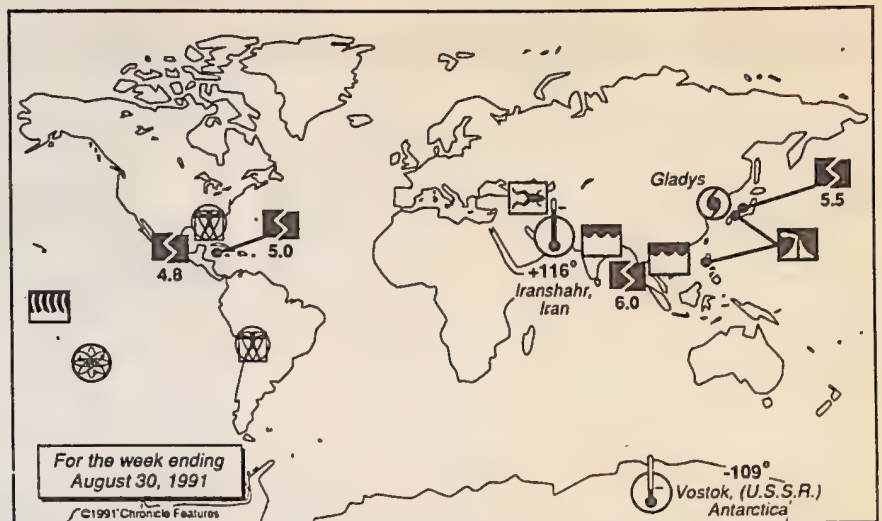 Gladys
5.5
5.0
4.8
+116°
Iranshahr,
Iran
6.0
For the week ending
August 30, 1991
©1991 Chronicle Features
-109°
Vostok, (U.S.S.R.)
Antarctica